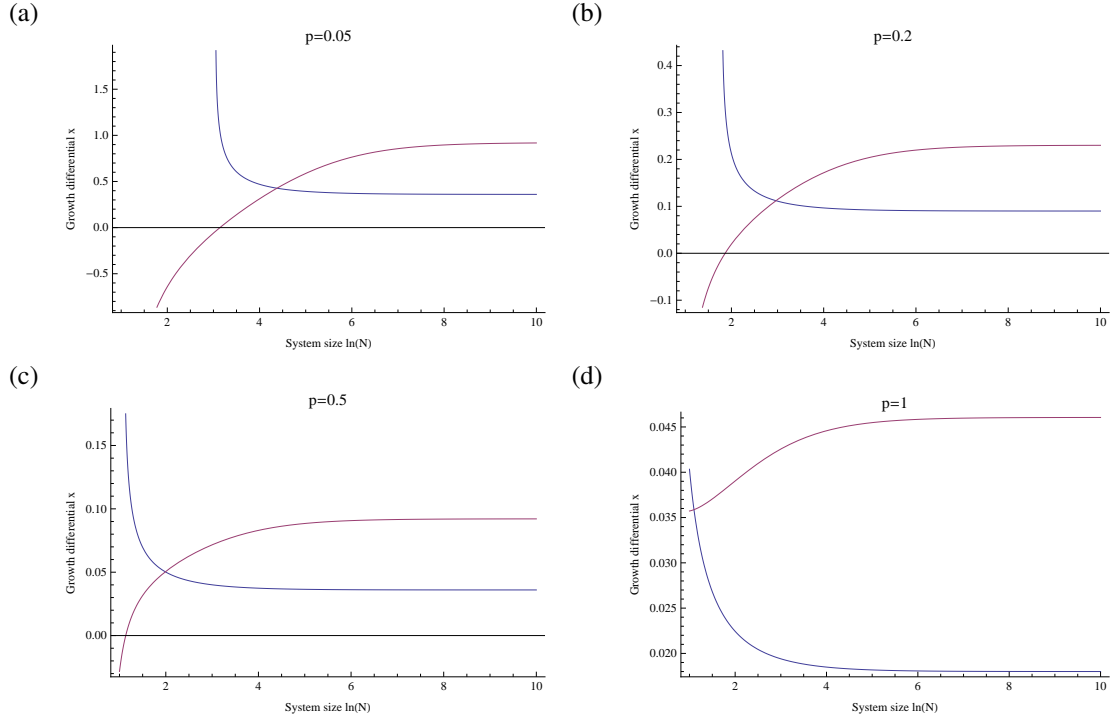 (a)
p=0.05
Growth differential x
1.5
1.0
0.5
0.0
−0.5
2 4 6 8 10
System size ln(N)
(b)
p=0.2
Growth differential x
0.4
0.3
0.2
0.1
0.0
−0.1
2 4 6 8 10
System size ln(N)
(c)
p=0.5
Growth differential x
0.15
0.10
0.05
0.00
2 4 6 8 10
System size ln(N)
(d)
p=1
Growth differential x
0.045
0.040
0.035
0.030
0.025
0.020
2 4 6 8 10
System size ln(N)